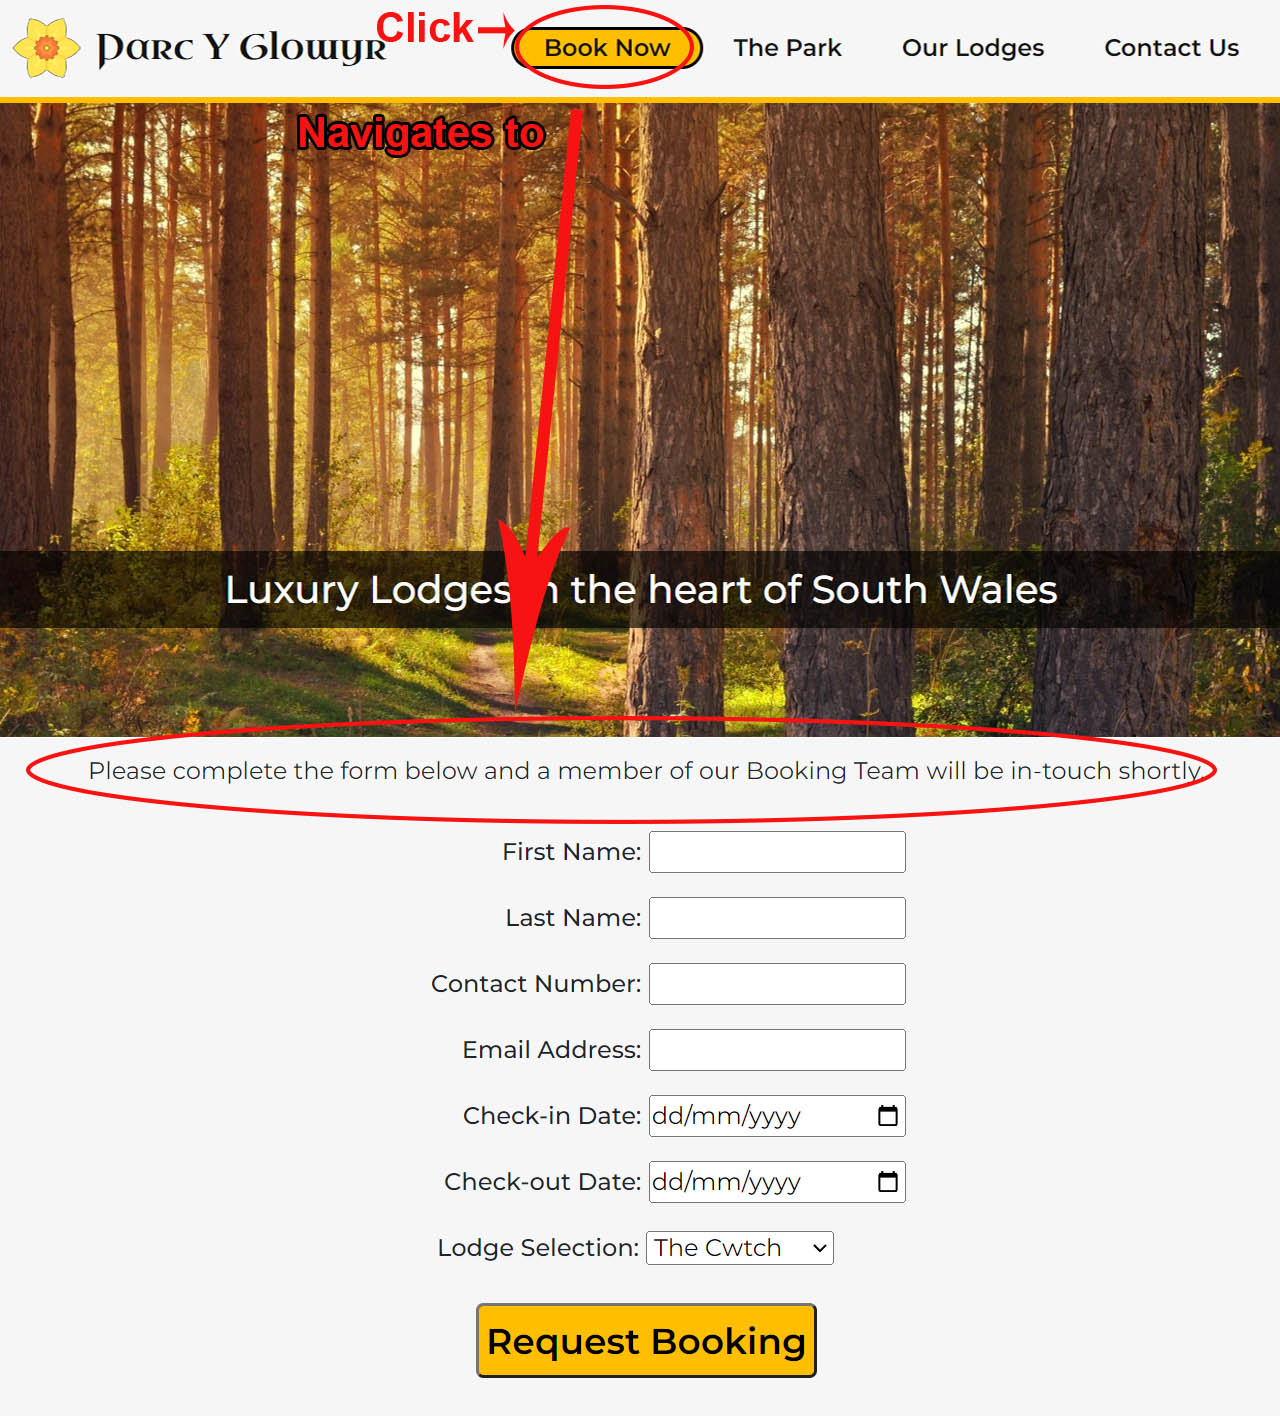 Parc Y Glowyr
Click
Book Now
The Park
Our Lodges
Contact Us
Navigates to
Luxury Lodges in the heart of South Wales
Please complete the form below and a member of our Booking Team will be in-touch shortly.
First Name:
Last Name:
Contact Number:
Email Address:
Check-in Date: dd/mm/yyyy
Check-out Date: dd/mm/yyyy
Lodge Selection: The Cwtch
Request Booking